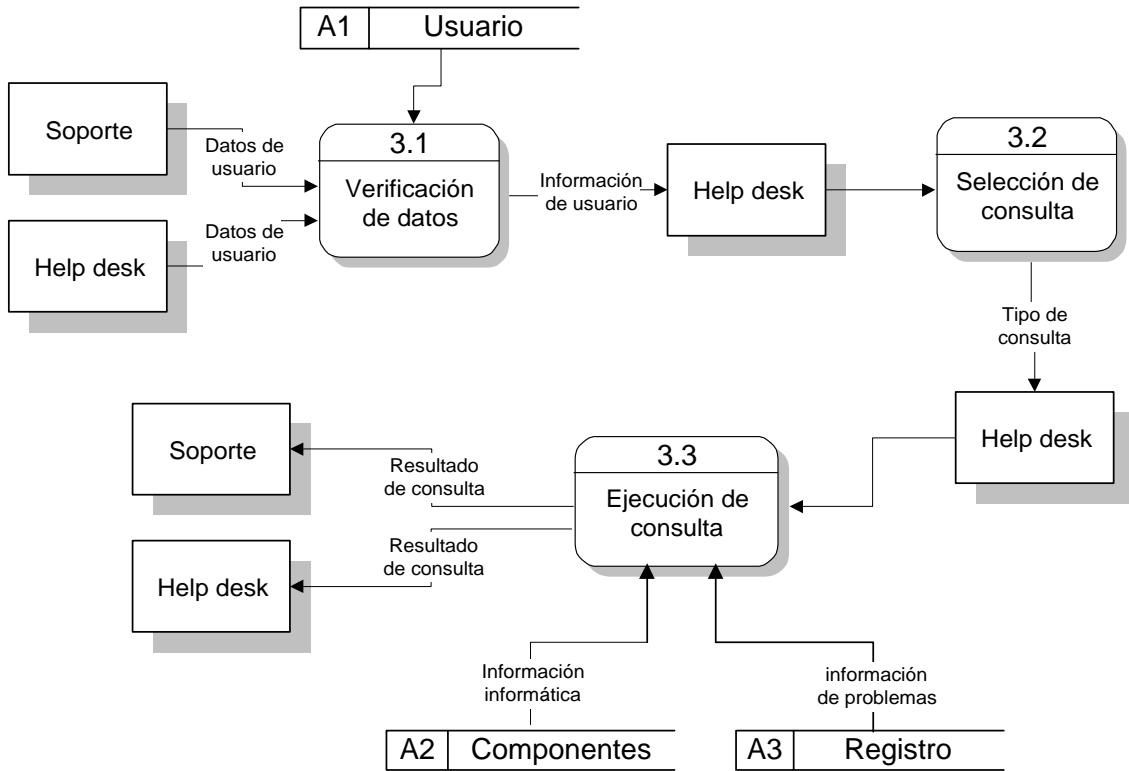 A1 Usuario
Soporte
Datos de
usuario
3.1
Verificación
de datos
Help desk
Datos de
usuario
Información
de usuario
Help desk
3.2
Selección de
consulta
Tipo de
consulta
Help desk
Soporte
Resultado
de consulta
3.3
Ejecución de
consulta
Help desk
Resultado
de consulta
Información
informática
información
de problemas
A2 Componentes
A3 Registro